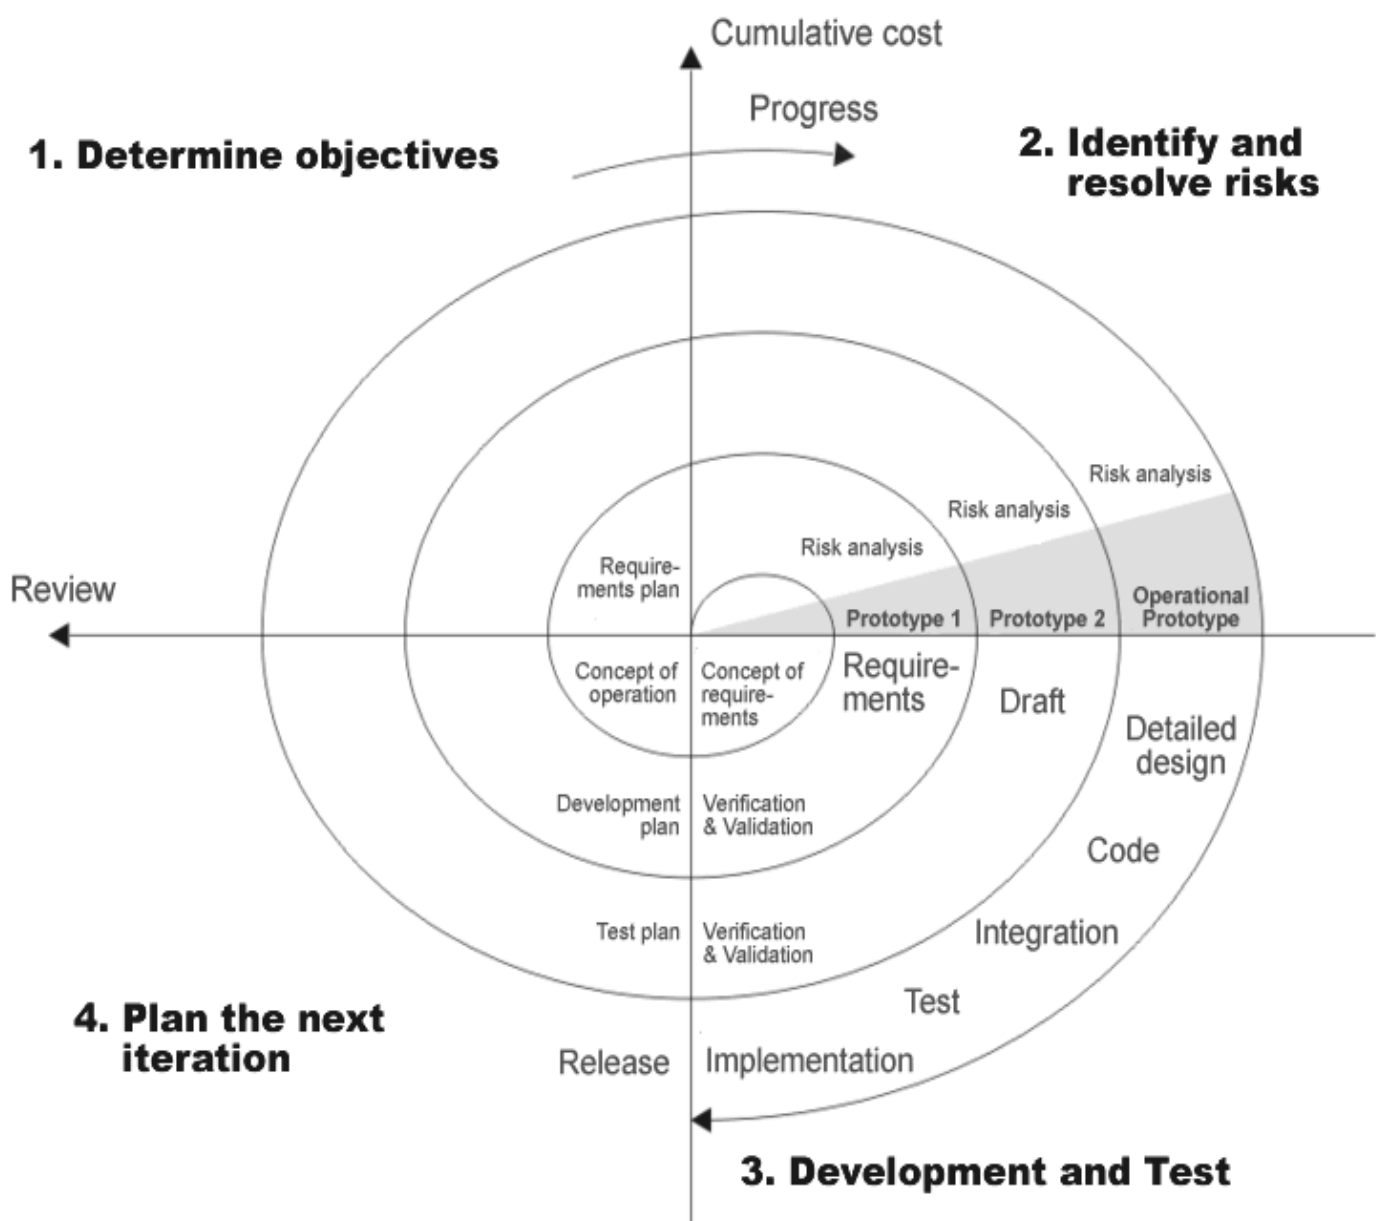 Cumulative cost
Progress
1. Determine objectives
2. Identify and
resolve risks
Risk analysis
Risk analysis
Risk analysis
Require-
ments plan
Review
Operational
Prototype
Prototype 1
Prototype 2
Concept of
operation
Concept of
require-
ments
Require-
ments
Draft
Detailed
design
Development
plan
Verification
& Validation
Code
Test plan
Verification
& Validation
Integration
Test
4. Plan the next
iteration
Release
Implementation
3. Development and Test